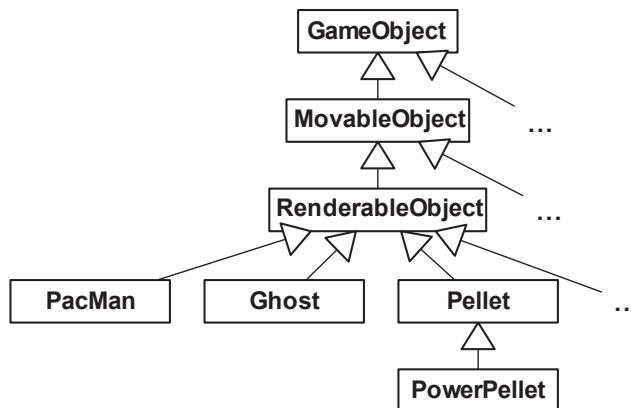 GameObject
MovableObject
...
RenderableObject
...
PacMan
Ghost
Pellet
..
PowerPellet